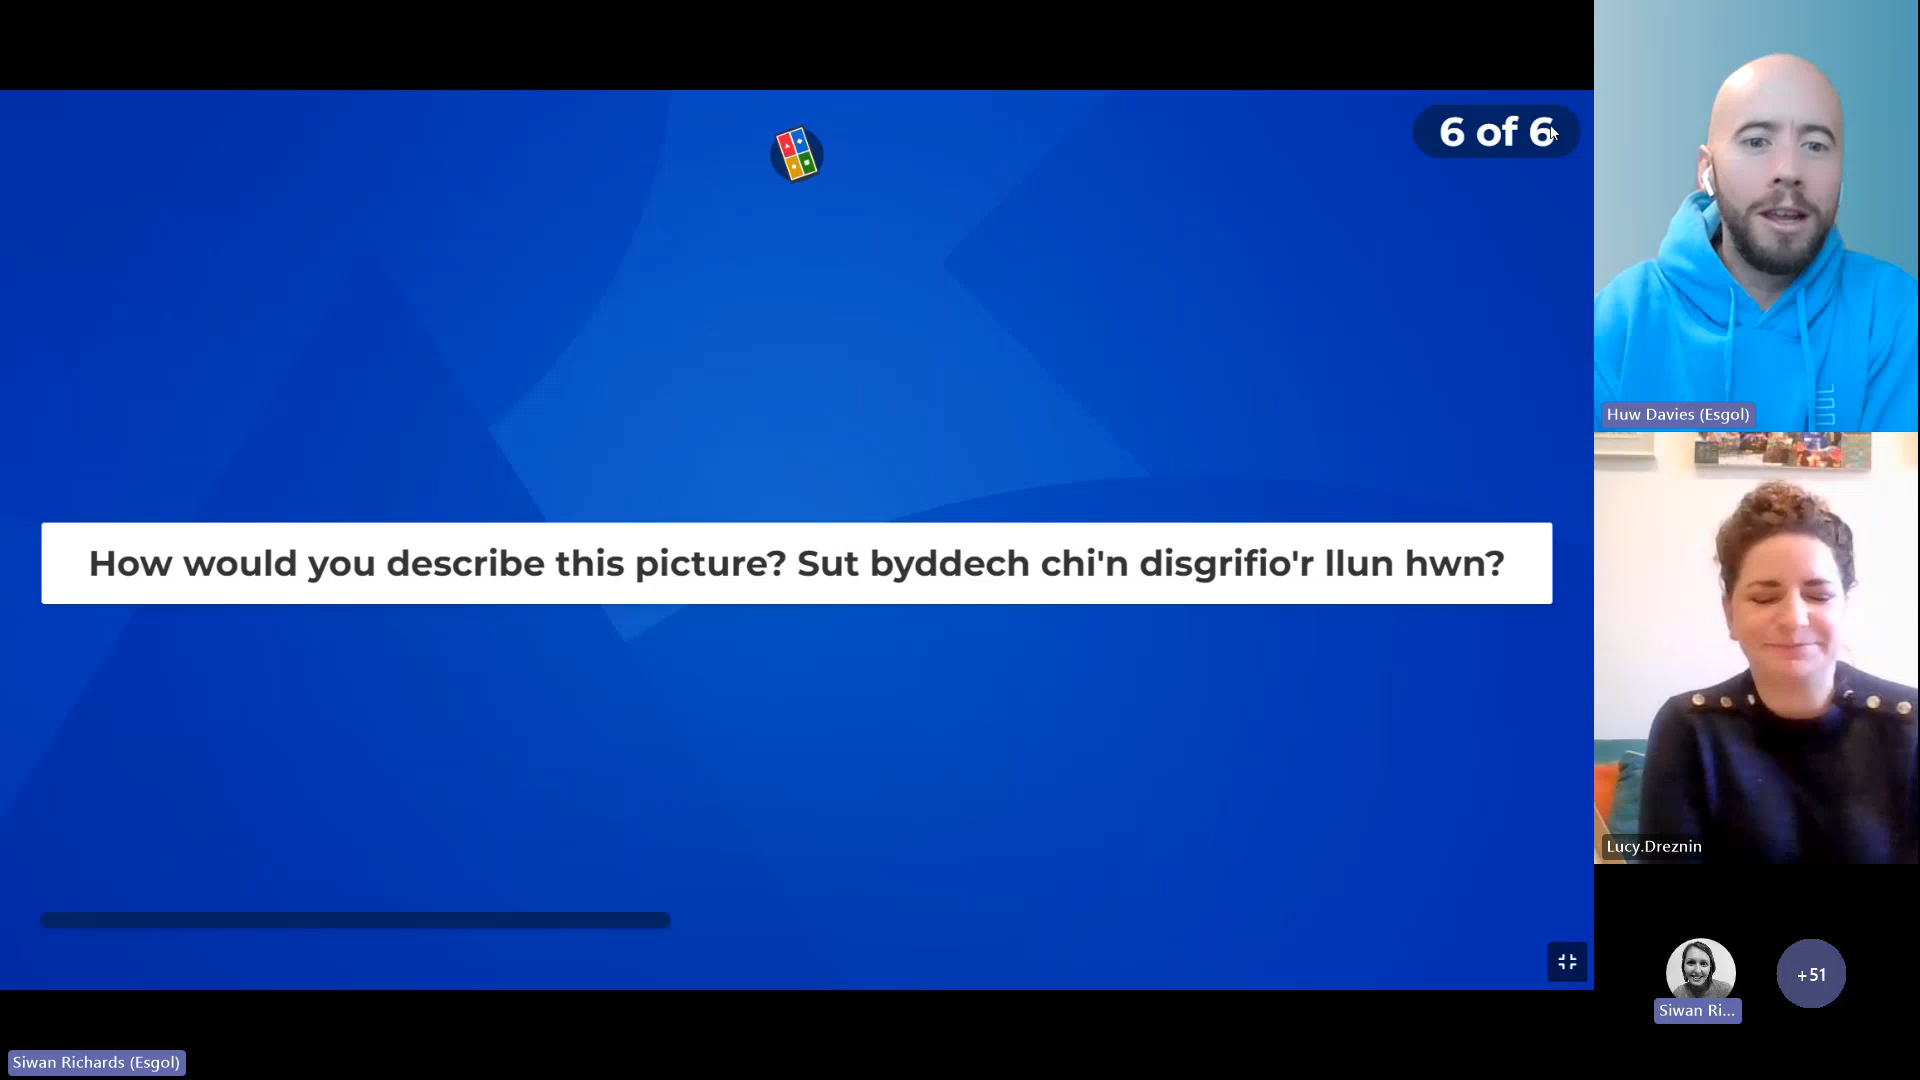 6 of 6
How would you describe this picture? Sut byddech chi'n disgrifio'r llun hwn?
Huw Davies (Esgol)
Lucy.Dreznin
Siwan Ri...
+51
Siwan Richards (Esgol)